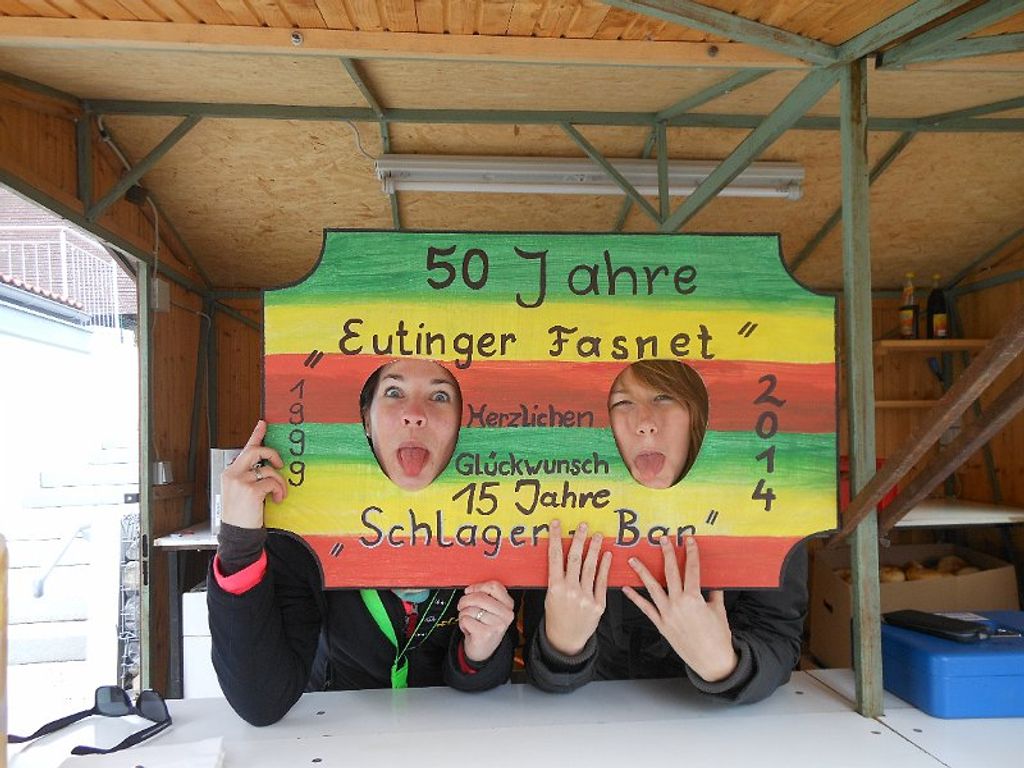 50 Jahre
„Eutinger Fasnet"
1999
Herzlichen
Glückwunsch
15 Jahre
„Schlager - Bar"
2014